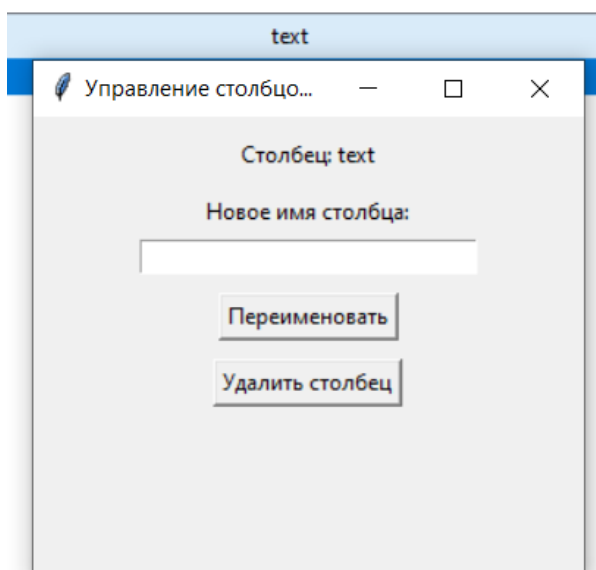 text
Управление столбцо...
Столбец: text
Новое имя столбца:
Переименовать
Удалить столбец